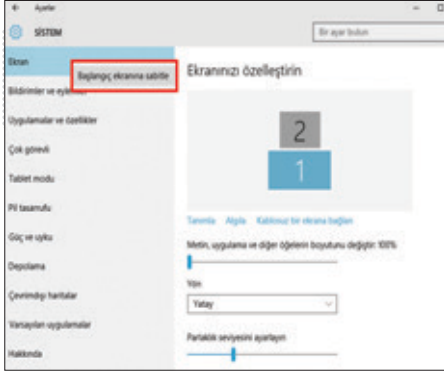 Ayarlar
SİSTEM
Bir ayar bulun
Ekran
Başlangıç ekranına sabitle
Bildirimler ve
Uygulamalar ve özellikler
Çok görevli
Tablet modu
Pil tasarrufu
Güç ve uyku
Depolama
Çevrimdışı haritalar
Varsayılan uygulamalar
Hakkında
Ekranınızı özelleştirin
2
1
Tanımla Algıla Kablosuz bir ekrana bağlan
Metin, uygulama ve diğer öğelerin boyutunu değiştir: 100%
Yön
Yatay
Parlaklık seviyesini ayarlayın